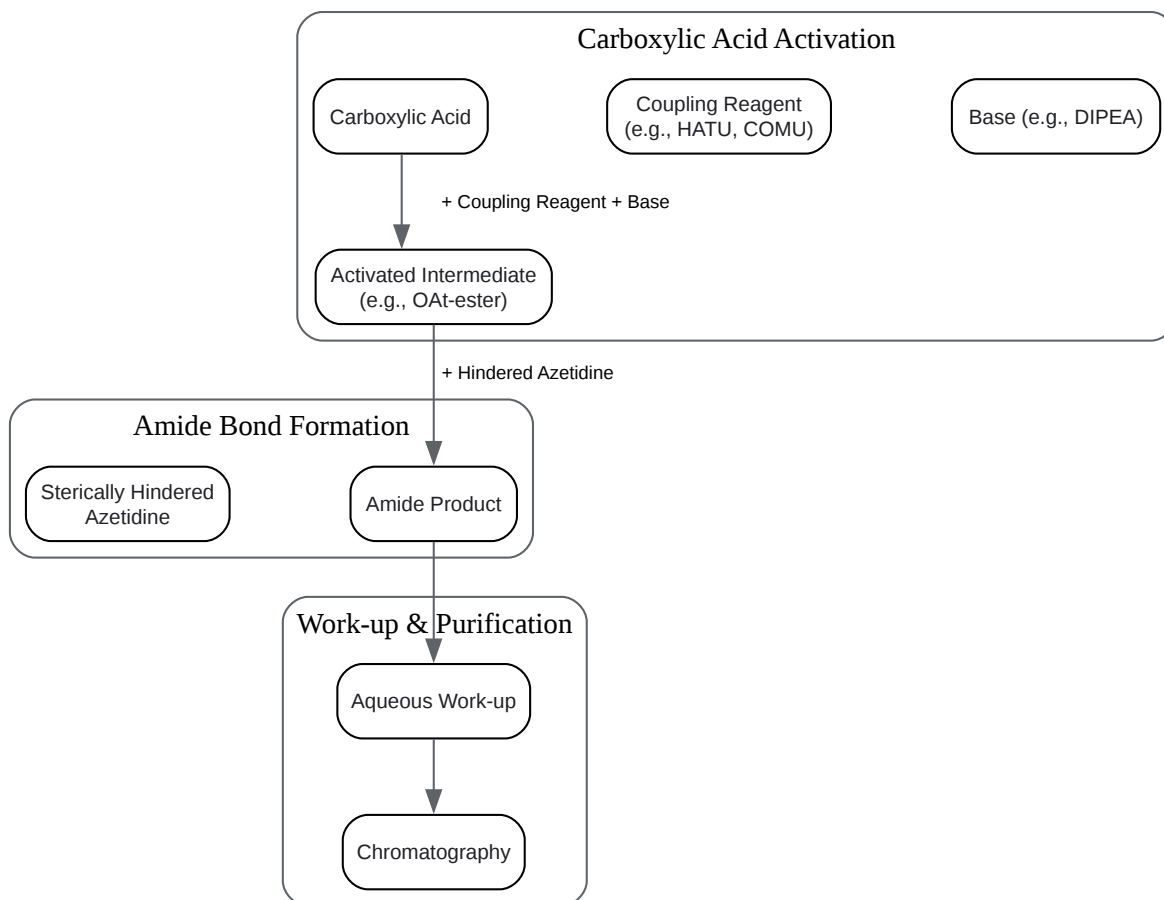 Carboxylic Acid Activation
Carboxylic Acid
Coupling Reagent
(e.g., HATU, COMU)
Base (e.g., DIPEA)
+ Coupling Reagent + Base
Activated Intermediate
(e.g., OAt-ester)
+ Hindered Azetidine
Amide Bond Formation
Sterically Hindered
Azetidine
Amide Product
Work-up & Purification
Aqueous Work-up
Chromatography